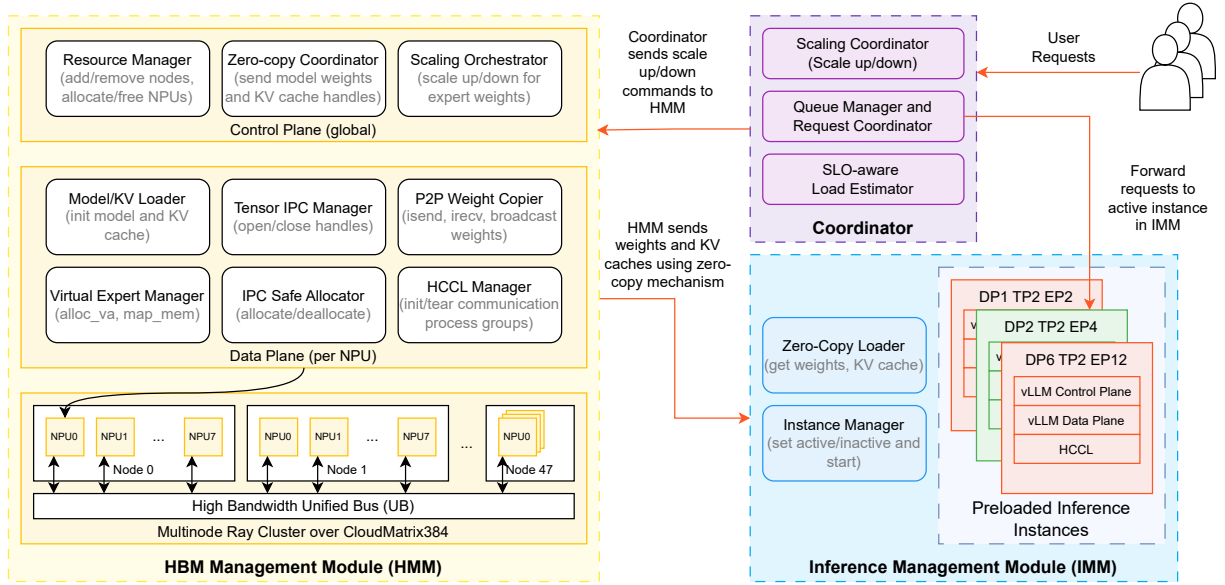 Resource Manager
(add/remove nodes,
allocate/free NPUs)
Zero-copy Coordinator
(send model weights
and KV cache handles)
Scaling Orchestrator
(scale up/down for
expert weights)
Control Plane (global)
Model/KV Loader
(init model and KV
cache)
Tensor IPC Manager
(open/close handles)
P2P Weight Copier
(isend, irecv, broadcast
weights)
Virtual Expert Manager
(alloc_va, map_mem)
IPC Safe Allocator
(allocate/deallocate)
HCCL Manager
(init/tear communication
process groups)
Data Plane (per NPU)
NPU0
NPU1
...
NPU7
Node 0
NPU0
NPU1
...
NPU7
Node 1
...
NPU0
Node 47
High Bandwidth Unified Bus (UB)
Multinode Ray Cluster over CloudMatrix384
HBM Management Module (HMM)
Coordinator
sends scale
up/down
commands to
HMM
HMM sends
weights and KV
caches using zero-
copy mechanism
Scaling Coordinator
(Scale up/down)
Queue Manager and
Request Coordinator
SLO-aware
Load Estimator
Coordinator
User
Requests
Forward
requests to
active instance
in IMM
Zero-Copy Loader
(get weights, KV cache)
Instance Manager
(set active/inactive and
start)
DP1 TP2 EP2
v
DP2 TP2 EP4
v
DP6 TP2 EP12
vLLM Control Plane
vLLM Data Plane
HCCL
Preloaded Inference
Instances
Inference Management Module (IMM)